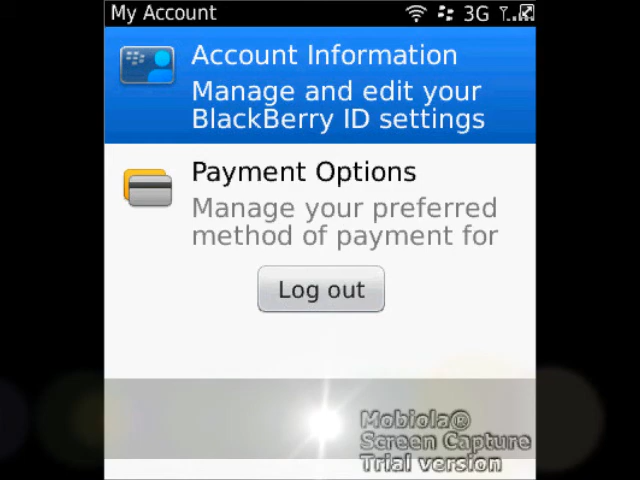 My Account
3G
Account Information
Manage and edit your
BlackBerry ID settings
Payment Options
Manage your preferred
method of payment for
Log out
Mobiola®
Screen Capture
Trial version